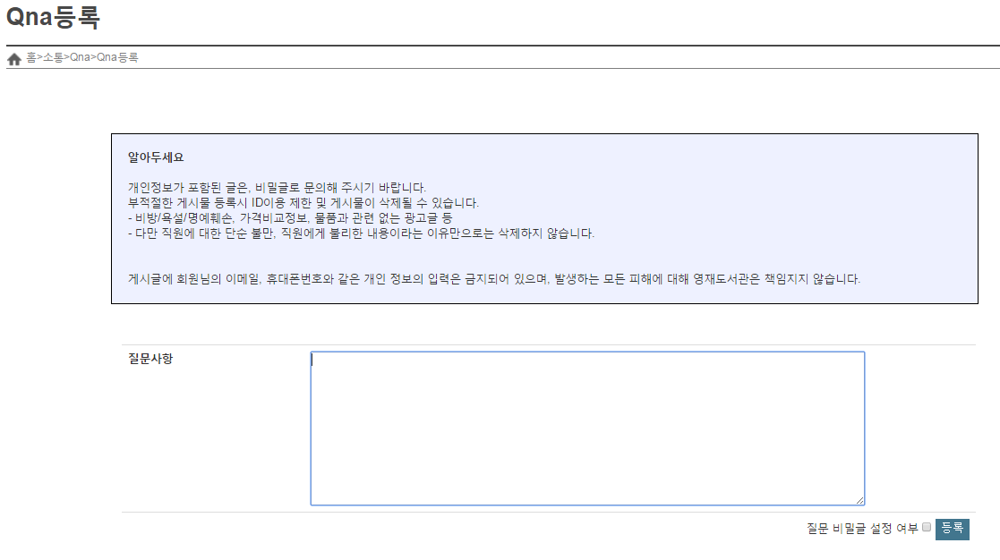 Qna등록
홈>소통>Qna>Qna등록
알아두세요
개인정보가 포함된 글은, 비밀글로 문의해 주시기 바랍니다.
부적절한 게시물 등록시 ID이용 제한 및 게시물이 삭제될 수 있습니다.
- 비방/욕설/명예훼손, 가격비교정보, 물품과 관련 없는 광고글 등
- 다만 직원에 대한 단순 불만, 직원에게 불리한 내용이라는 이유만으로는 삭제하지 않습니다.
게시글에 회원님의 이메일, 휴대폰번호와 같은 개인 정보의 입력은 금지되어 있으며, 발생하는 모든 피해에 대해 영재도서관은 책임지지 않습니다.
질문사항
질문 비밀글 설정 여부 등록